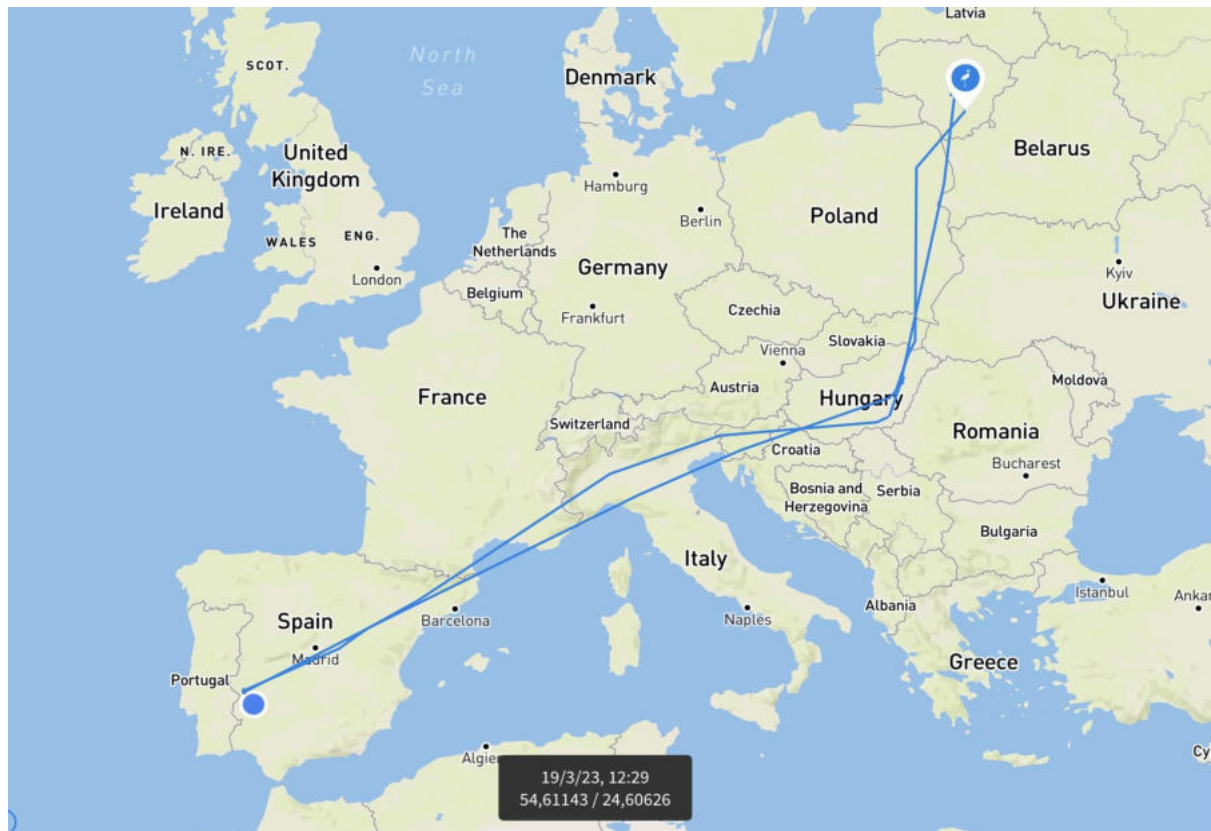 Latvia
SCOT.
North
Sea
Denmark
N. IRE.
United
Kingdom
Ireland
Belarus
Hamburg
Poland
Berlin
WALES
ENG.
The
Netherlands
London
Germany
Kyiv
Belgium
Ukraine
Frankfurt
Czechia
Slovakia
Vienna
Moldova
Austria
France
Hungary
Switzerland
Romania
Croatia
Bucharest
Bosnia and
Herzegovina
Serbia
Bulgaria
Italy
Istanbul
Ankar
Albania
Naples
Barcelona
Spain
Madrid
Greece
Portugal
Cy
Algier
19/3/23, 12:29
54,61143 / 24,60626